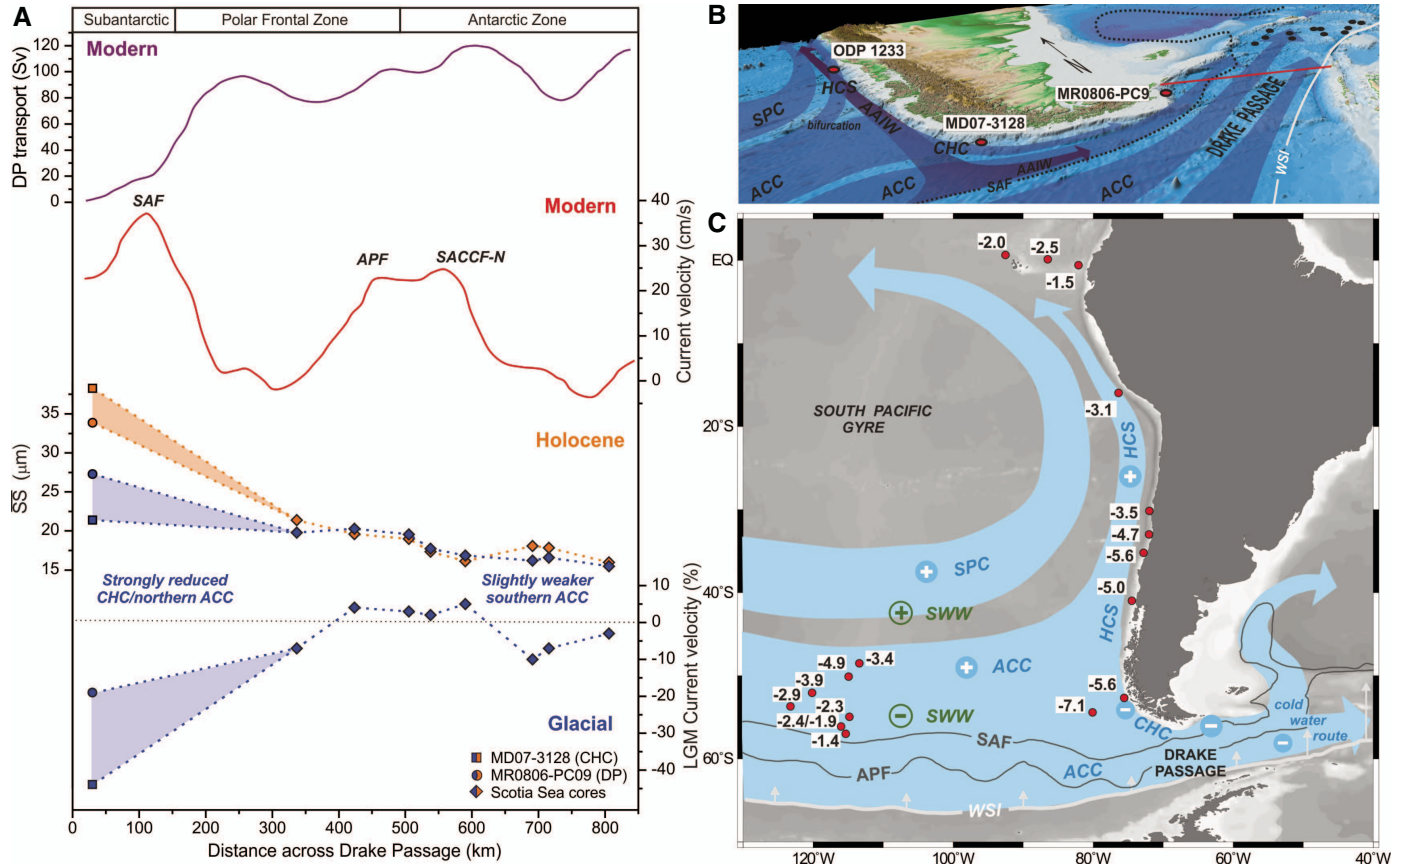 A
Subantarctic
Polar Frontal Zone
Antarctic Zone
Modern
DP transport (Sv)
120
100
80
60
40
20
0
SAF
Modern
APF
SACCF-N
Current velocity (cm/s)
40
30
20
10
0
Holocene
SS (μm)
35
30
25
20
15
Strongly reduced
CHC/northern ACC
Slightly weaker
southern ACC
LGM Current velocity (%)
10
0
-10
-20
-30
-40
Glacial
MD07-3128 (CHC)
MR0806-PC09 (DP)
Scotia Sea cores
0 100 200 300 400 500 600 700 800
Distance across Drake Passage (km)
B
ODP 1233
HCS
SPC
AAIW
bifurcation
MR0806-PC9
MD07-3128
CHC
AAIW
SAF
ACC
ACC
ACC
DRAKE PASSAGE
WSI
N
C
EQ
20°S
40°S
60°S
-2.0
-2.5
-1.5
-3.1
SOUTH PACIFIC
GYRE
HCS
+
-3.5
-4.7
-5.6
-5.0
SPC
+
SWW
+
HCS
-4.9
-3.4
ACC
+
-3.9
-2.9
-2.3
-2.4/-1.9
-1.4
SWW
−
-5.6
-7.1
−
CHC
−
−
cold
water
route
SAF
DRAKE
PASSAGE
APF
ACC
WSI
120°W 100°W 80°W 60°W 40°W